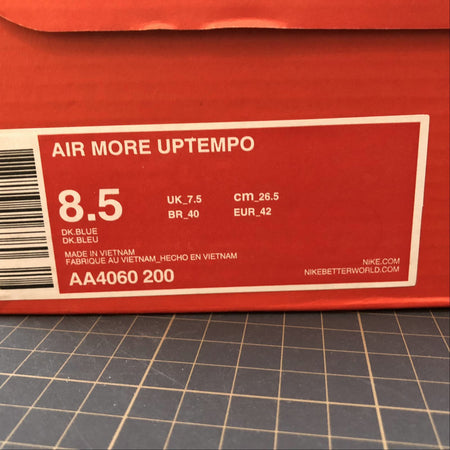 AIR MORE UPTEMPO
8.5
UK_7.5 cm_26.5
BR_40 EUR_42
DK.BLUE
DK.BLEU
MADE IN VIETNAM
FABRIQUE AU VIETNAM_HECHO EN VIETNAM
AA4060 200
NIKE.COM
NIKEBETTERWORLD.COM